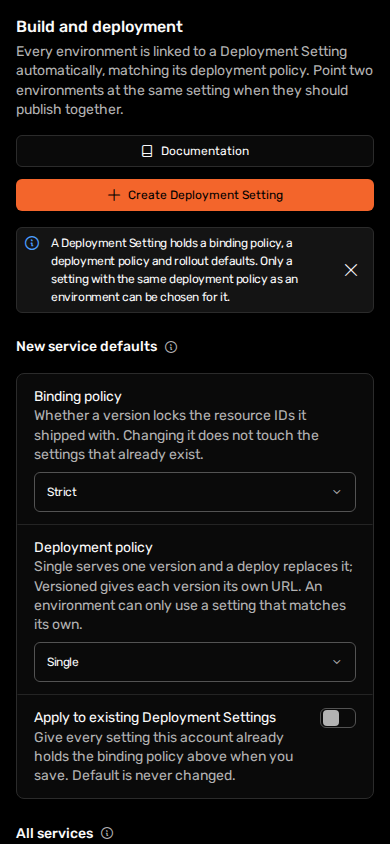 Build and deployment
Every environment is linked to a Deployment Setting
automatically, matching its deployment policy. Point two
environments at the same setting when they should
publish together.
Documentation
Create Deployment Setting
A Deployment Setting holds a binding policy, a
deployment policy and rollout defaults. Only a
setting with the same deployment policy as an
environment can be chosen for it.
New service defaults
Binding policy
Whether a version locks the resource IDs it
shipped with. Changing it does not touch the
settings that already exist.
Strict
Deployment policy
Single serves one version and a deploy replaces it;
Versioned gives each version its own URL. An
environment can only use a setting that matches
its own.
Single
Apply to existing Deployment Settings
Give every setting this account already
holds the binding policy above when you
save. Default is never changed.
All services